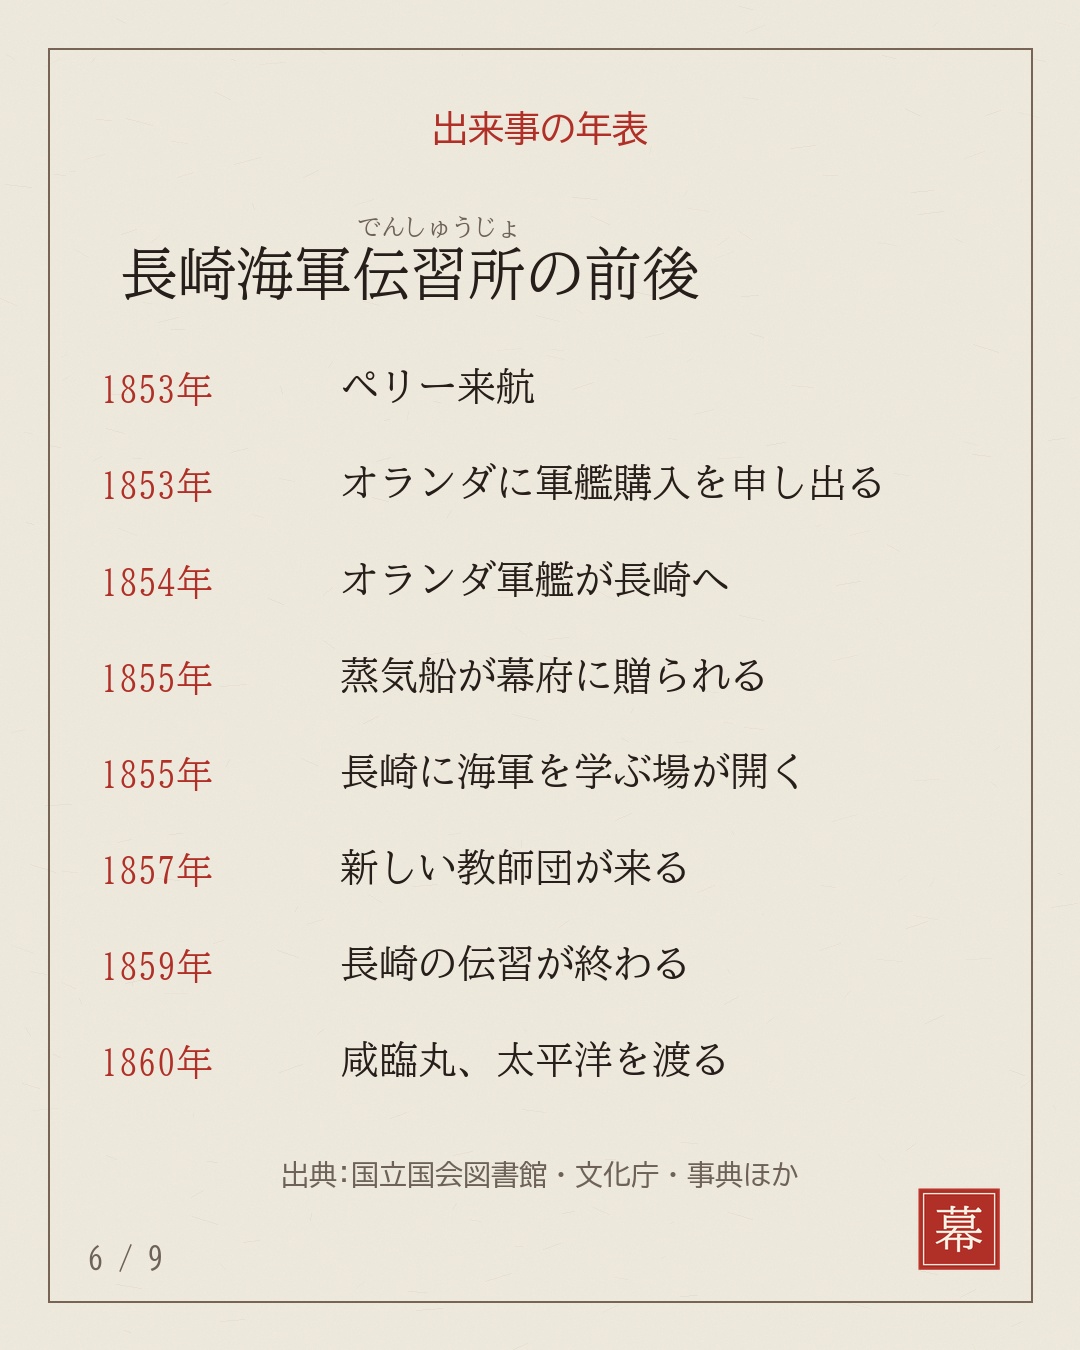 出来事の年表
でんしゅうじょ
長崎海軍伝習所の前後
1853年 ペリー来航
1853年 オランダに軍艦購入を申し出る
1854年 オランダ軍艦が長崎へ
1855年 蒸気船が幕府に贈られる
1855年 長崎に海軍を学ぶ場が開く
1857年 新しい教師団が来る
1859年 長崎の伝習が終わる
1860年 咸臨丸、太平洋を渡る
出典：国立国会図書館・文化庁・事典ほか
幕
6 / 9